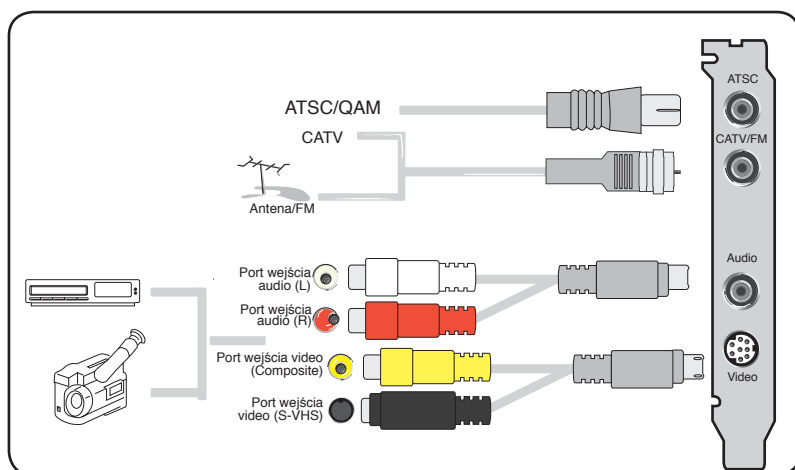 ATSC/QAM
CATV
Antena/FM
Port wejścia
audio (L)
Port wejścia
audio (R)
Port wejścia video
(Composite)
Port wejścia
video (S-VHS)
ATSC
CATV/FM
Audio
Video